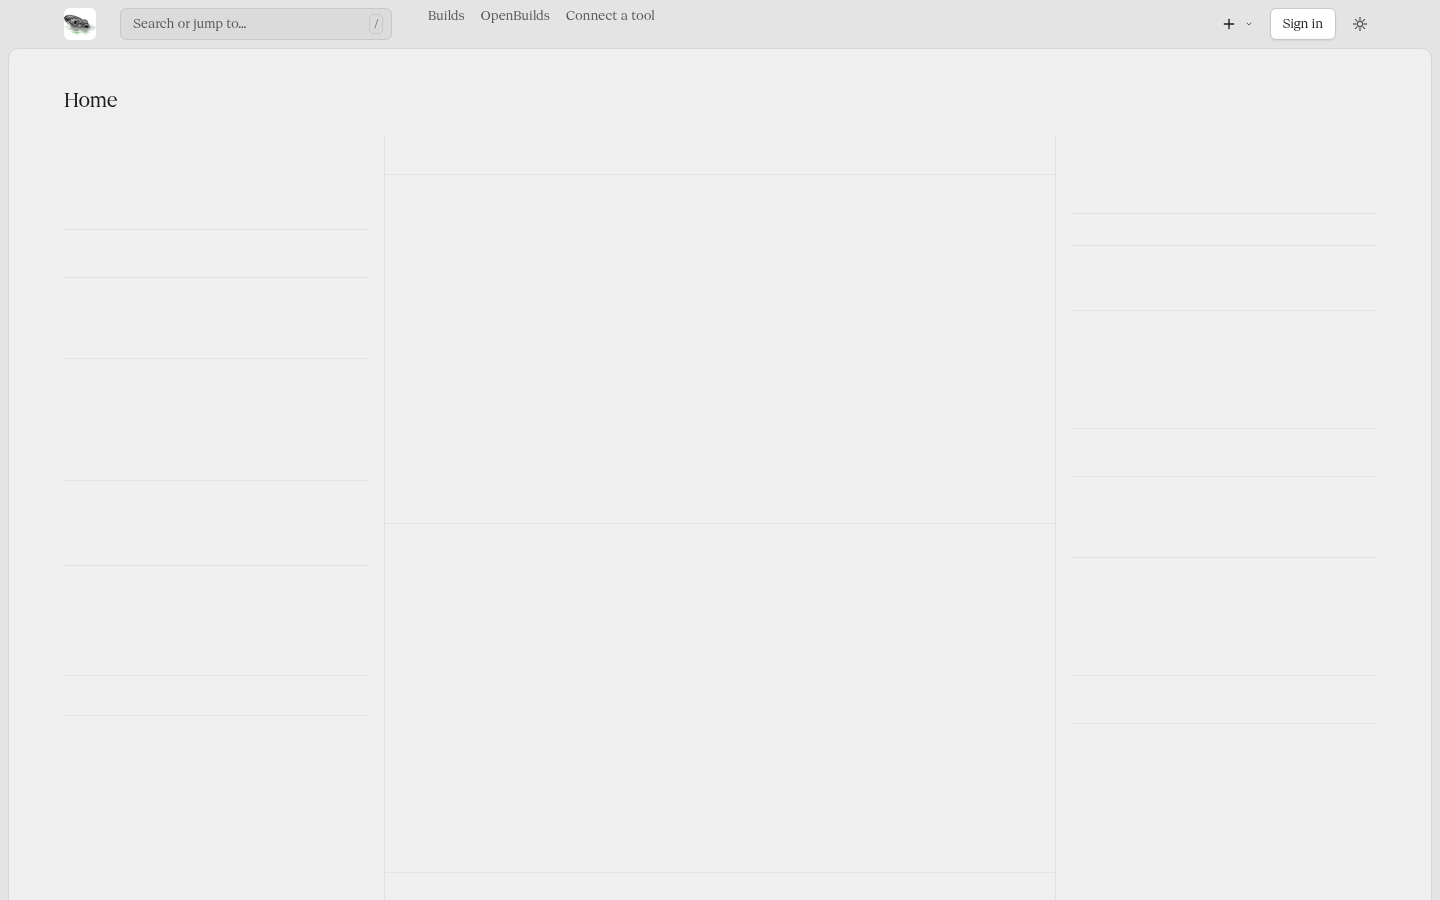 Search or jump to...
/
Builds
OpenBuilds
Connect a tool
Sign in
Home